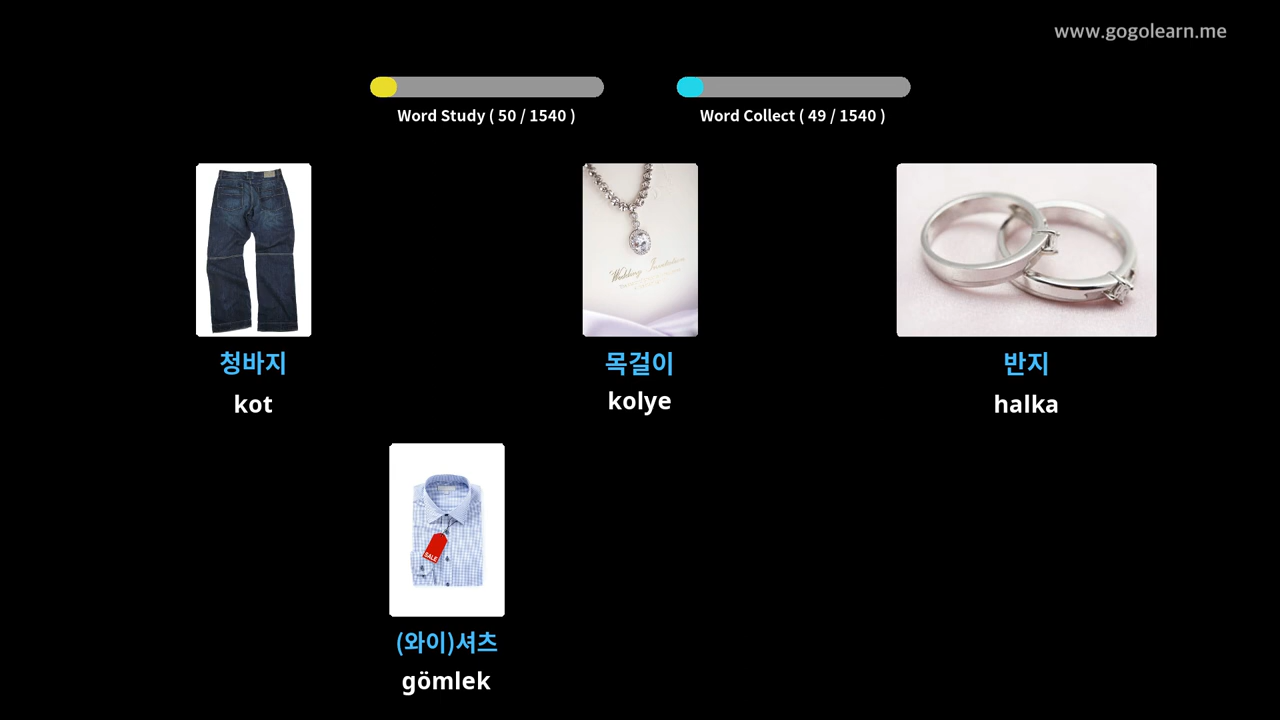 www.gogolearn.me
Word Study ( 50 / 1540 )
Word Collect ( 49 / 1540 )
청바지
kot
목걸이
kolye
반지
halka
(와이)셔츠
gömlek
SALE